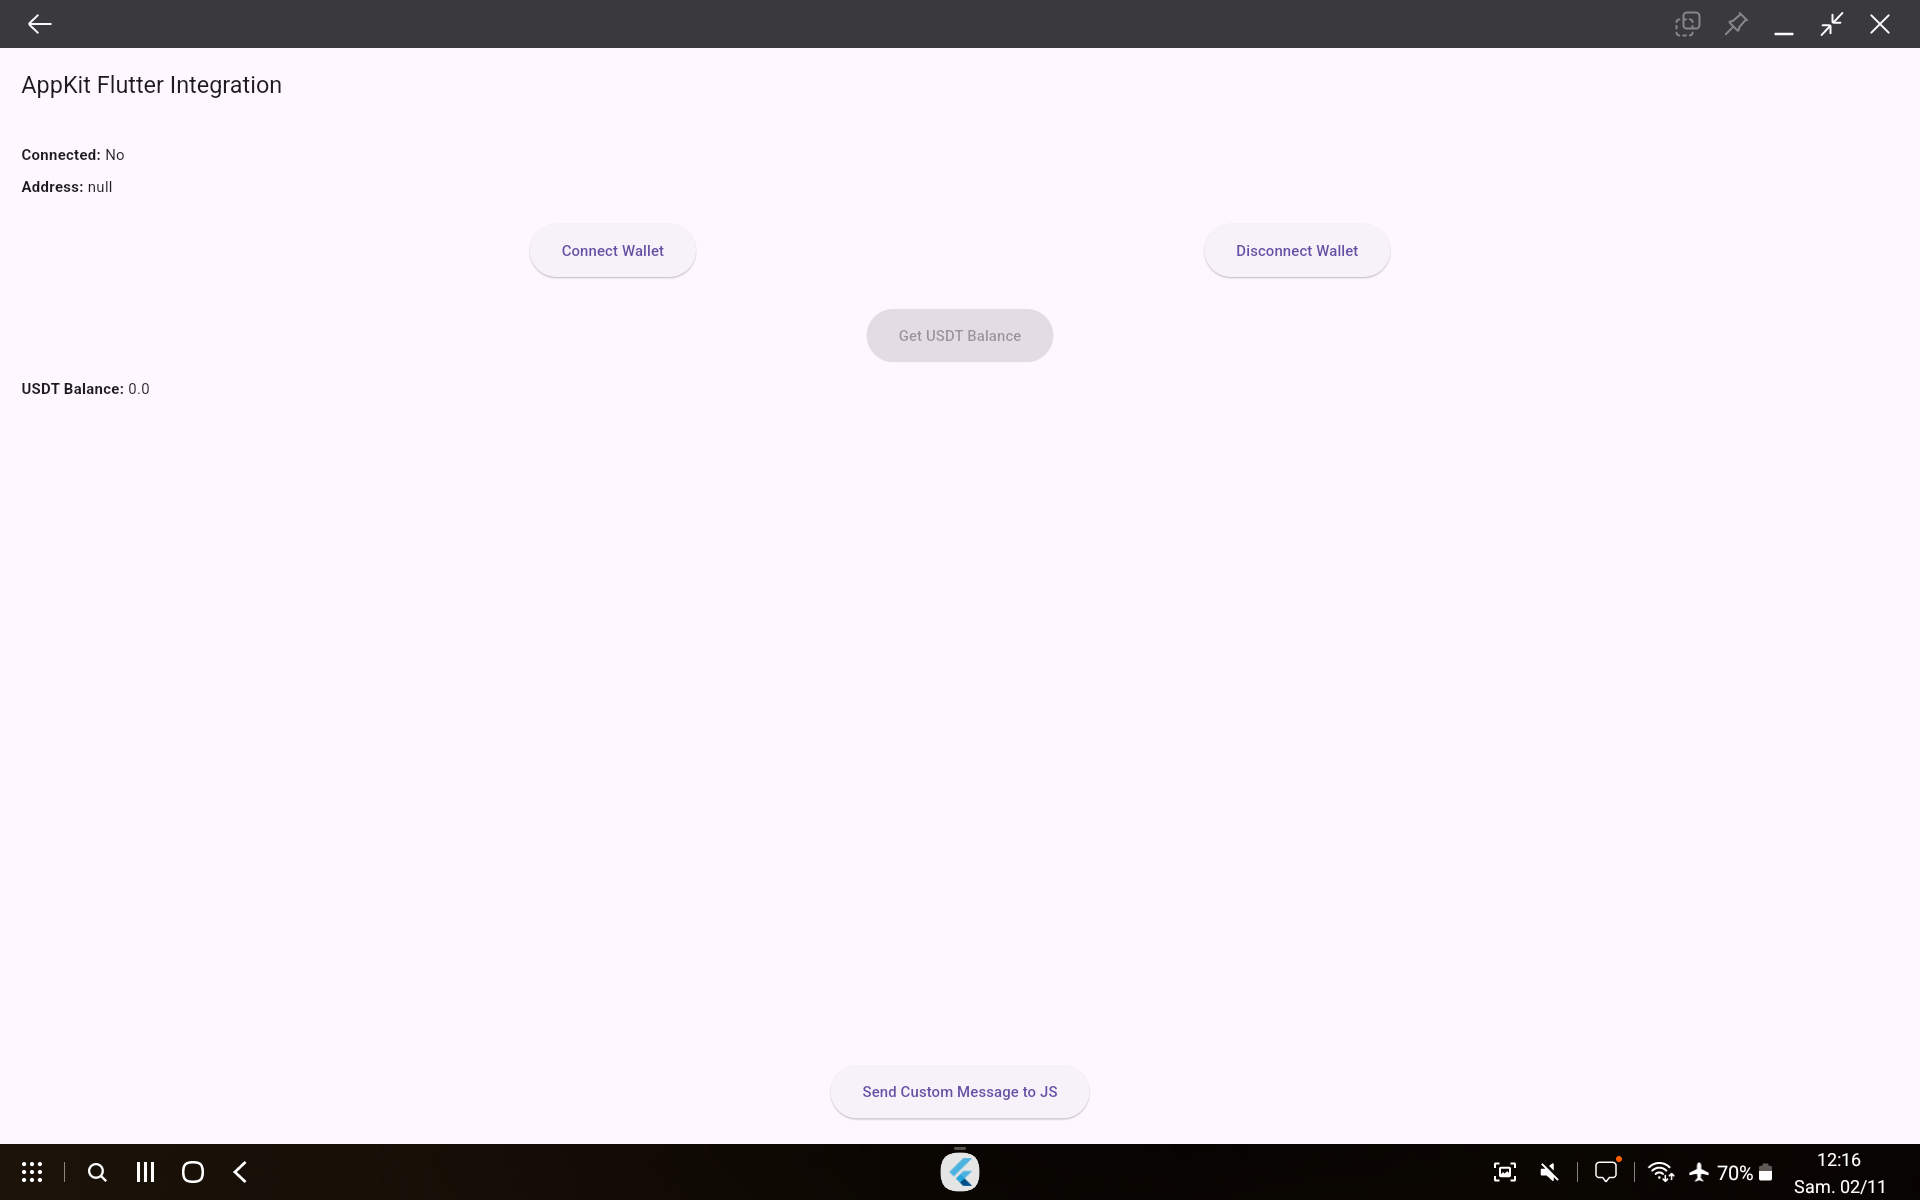 AppKit Flutter Integration
Connected: No
Address: null
Connect Wallet
Disconnect Wallet
Get USDT Balance
USDT Balance: 0.0
Send Custom Message to JS
70%
12:16
Sam. 02/11